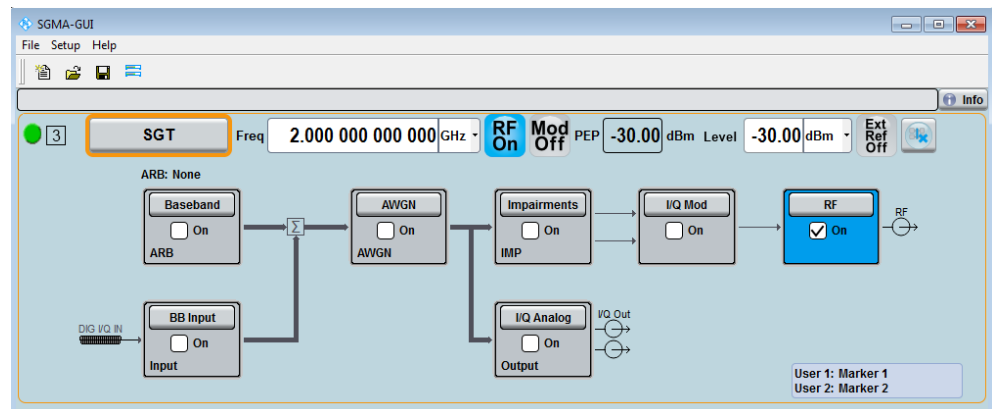 SGMA-GUI
File Setup Help
Info
3 SGT Freq 2.000 000 000 000 GHz RF On Mod Off PEP -30.00 dBm Level -30.00 dBm Ext Ref Off
ARB: None
Baseband
On
ARB
Σ
AWGN
On
AWGN
Impairments
On
IMP
I/Q Mod
On
RF
On
RF
DIG I/Q IN
BB Input
On
Input
I/Q Analog
On
Output
I/Q Out
User 1: Marker 1
User 2: Marker 2